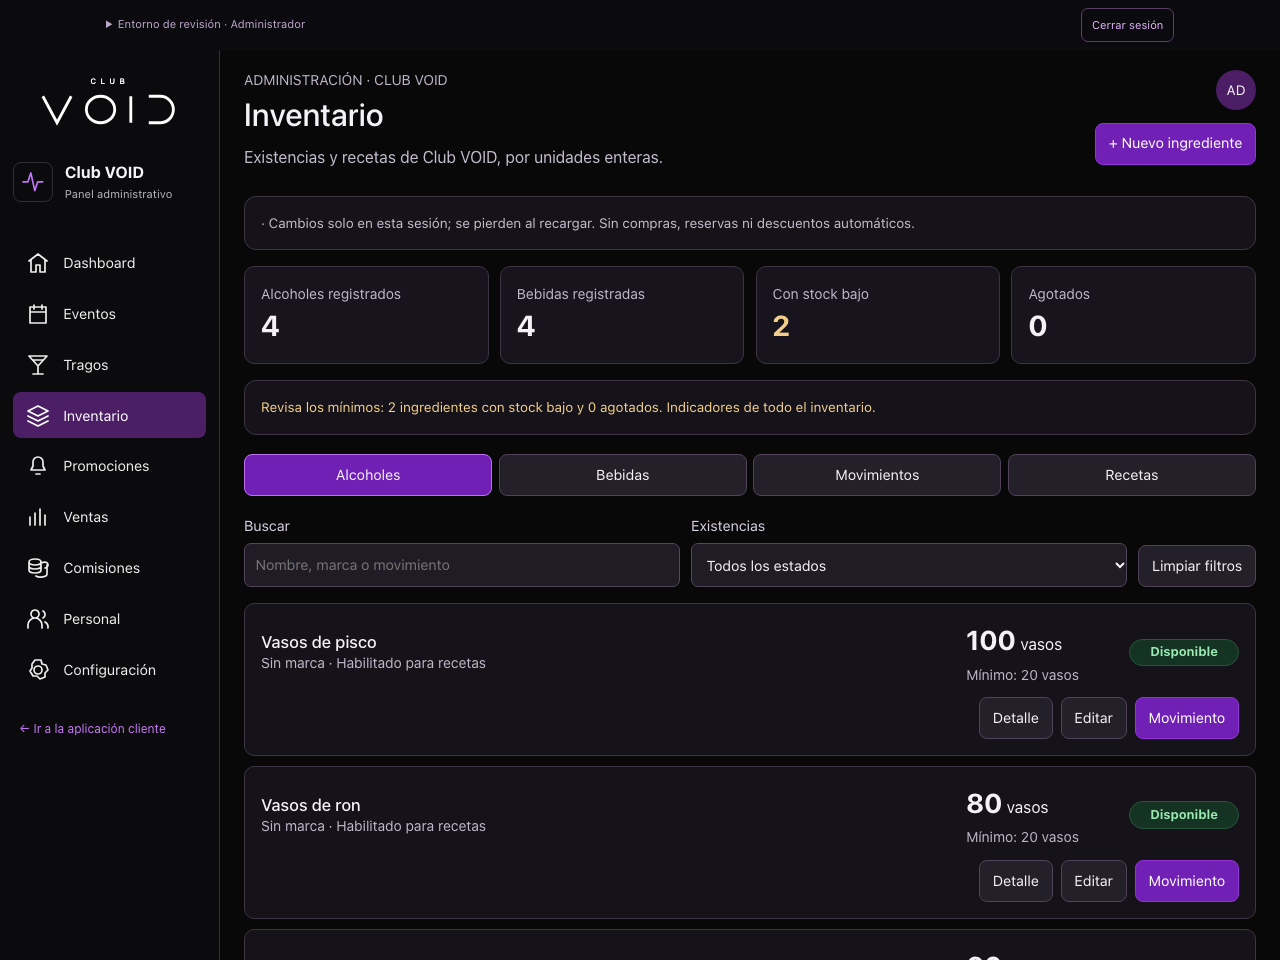 ▶ Entorno de revisión · Administrador
Cerrar sesión
CLUB
VOID
Club VOID
Panel administrativo
Dashboard
Eventos
Tragos
Inventario
Promociones
Ventas
Comisiones
Personal
Configuración
← Ir a la aplicación cliente
ADMINISTRACIÓN · CLUB VOID
AD
Inventario
Existencias y recetas de Club VOID, por unidades enteras.
+ Nuevo ingrediente
· Cambios solo en esta sesión; se pierden al recargar. Sin compras, reservas ni descuentos automáticos.
Alcoholes registrados
4
Bebidas registradas
4
Con stock bajo
2
Agotados
0
Revisa los mínimos: 2 ingredientes con stock bajo y 0 agotados. Indicadores de todo el inventario.
Alcoholes
Bebidas
Movimientos
Recetas
Buscar
Nombre, marca o movimiento
Existencias
Todos los estados
Limpiar filtros
Vasos de pisco
Sin marca · Habilitado para recetas
100 vasos
Mínimo: 20 vasos
Disponible
Detalle
Editar
Movimiento
Vasos de ron
Sin marca · Habilitado para recetas
80 vasos
Mínimo: 20 vasos
Disponible
Detalle
Editar
Movimiento